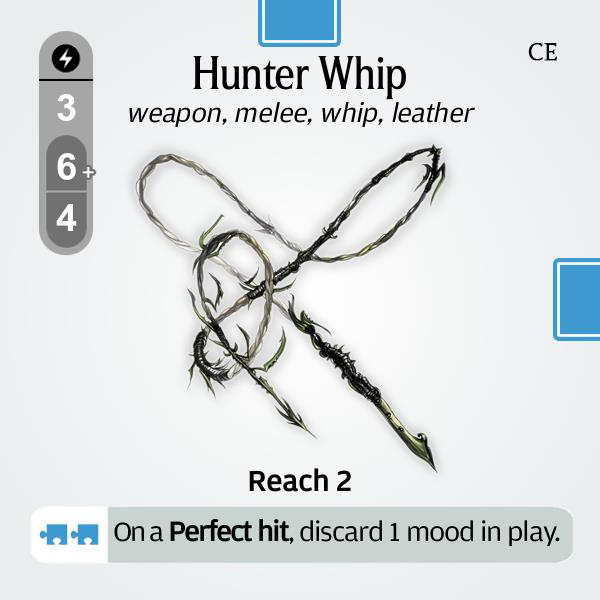 CE
Hunter Whip
weapon, melee, whip, leather
3
6+
4
Reach 2
On a Perfect hit, discard 1 mood in play.